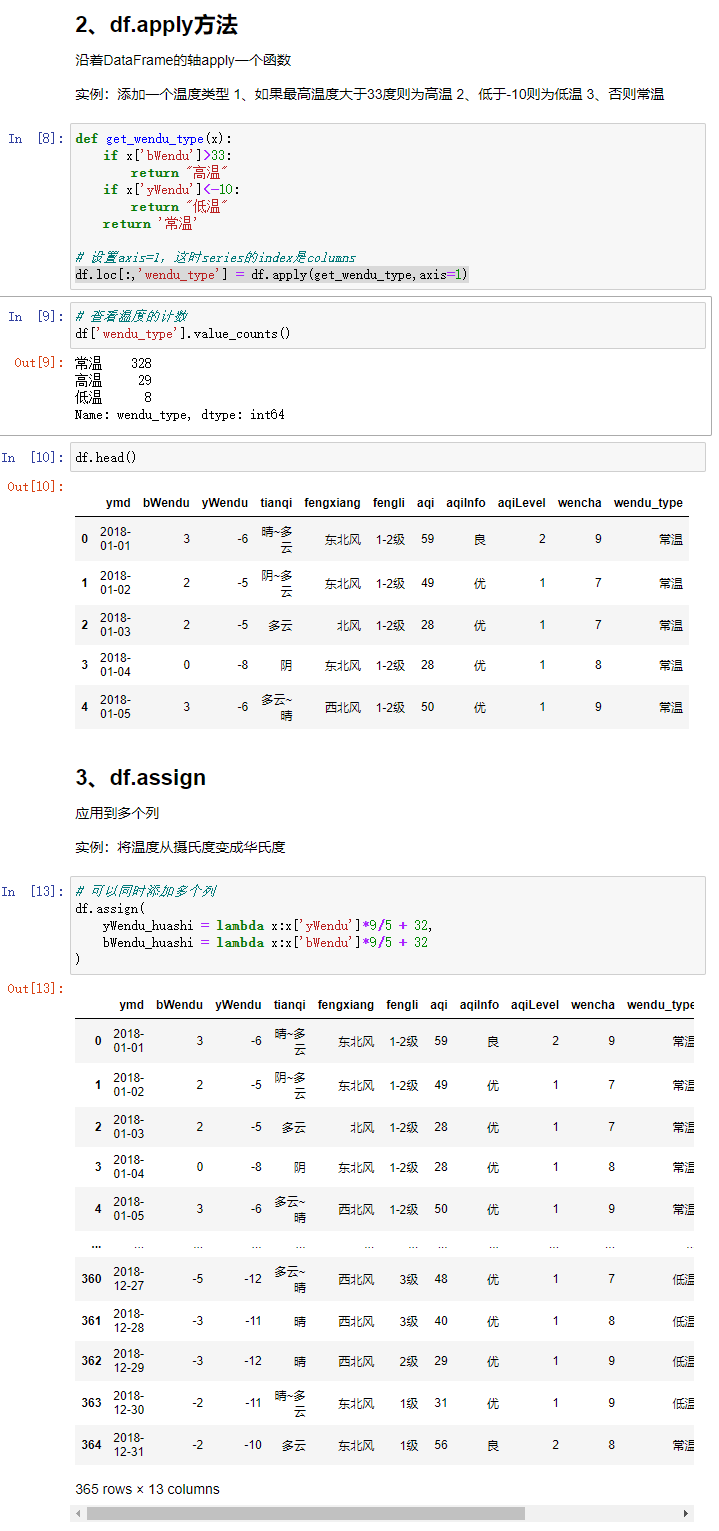 2、df.apply方法
沿着DataFrame的轴apply一个函数
实例：添加一个温度类型 1、如果最高温度大于33度则为高温 2、低于-10则为低温 3、否则常温
In [8]:
def get_wendu_type(x):
    if x['bWendu']>33:
        return "高温"
    if x['yWendu']<-10:
        return "低温"
    return '常温'
# 设置axis=1，这时series的index是columns
df.loc[:,'wendu_type'] = df.apply(get_wendu_type,axis=1)
In [9]:
# 查看温度的计数
df['wendu_type'].value_counts()
Out[9]:
常温 328
高温 29
低温 8
Name: wendu_type, dtype: int64
In [10]: df.head()
Out[10]:
ymd bWendu yWendu tianqi fengxiang fengli aqi aqiInfo aqiLevel wencha wendu_type
0 2018-01-01 3 -6 晴~多云 东北风 1-2级 59 良 2 9 常温
1 2018-01-02 2 -5 阴~多云 东北风 1-2级 49 优 1 7 常温
2 2018-01-03 2 -5 多云 北风 1-2级 28 优 1 7 常温
3 2018-01-04 0 -8 阴 东北风 1-2级 28 优 1 8 常温
4 2018-01-05 3 -6 多云~晴 西北风 1-2级 50 优 1 9 常温
3、df.assign
应用到多个列
实例：将温度从摄氏度变成华氏度
In [13]:
# 可以同时添加多个列
df.assign(
    yWendu_huashi = lambda x:x['yWendu']*9/5 + 32,
    bWendu_huashi = lambda x:x['bWendu']*9/5 + 32
)
Out[13]:
ymd bWendu yWendu tianqi fengxiang fengli aqi aqiInfo aqiLevel wencha wendu_type
0 2018-01-01 3 -6 晴~多云 东北风 1-2级 59 良 2 9 常温
1 2018-01-02 2 -5 阴~多云 东北风 1-2级 49 优 1 7 常温
2 2018-01-03 2 -5 多云 北风 1-2级 28 优 1 7 常温
3 2018-01-04 0 -8 阴 东北风 1-2级 28 优 1 8 常温
4 2018-01-05 3 -6 多云~晴 西北风 1-2级 50 优 1 9 常温
... ... ... ... ... ... ... ... ... ... ... ..
360 2018-12-27 -5 -12 多云~晴 西北风 3级 48 优 1 7 低温
361 2018-12-28 -3 -11 晴 西北风 3级 40 优 1 8 低温
362 2018-12-29 -3 -12 晴 西北风 2级 29 优 1 9 低温
363 2018-12-30 -2 -11 晴~多云 东北风 1级 31 优 1 9 低温
364 2018-12-31 -2 -10 多云 东北风 1级 56 良 2 8 常温
365 rows × 13 columns